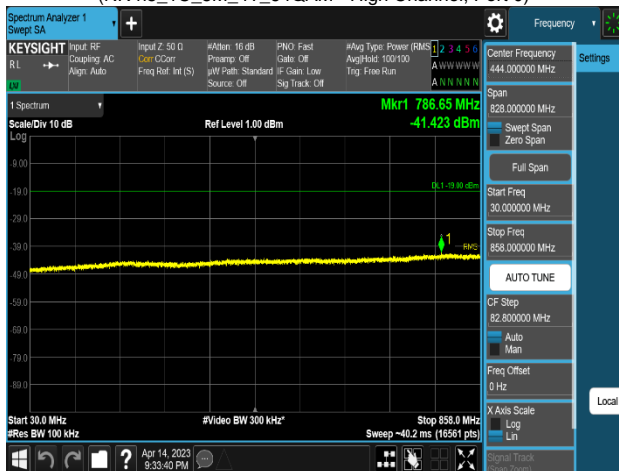 Spectrum Analyzer 1
Swept SA
Frequency
Settings
KEYSIGHT
RL
Input: RF
Coupling: AC
Align: Auto
Input Z: 50 Ω
Corr CCorr
Freq Ref: Int (S)
#Atten: 16 dB
Preamp: Off
µW Path: Standard
Source: Off
PNO: Fast
Gate: Off
IF Gain: Low
Sig Track: Off
#Avg Type: Power (RMS
Avg|Hold: 100/100
Trig: Free Run
1 2 3 4 5 6
A W W W W W
A N N N N N
1 Spectrum
Scale/Div 10 dB
Log
Ref Level 1.00 dBm
Mkr1 786.65 MHz
-41.423 dBm
DL1 -19.00 dBm
1
RMS
-9.00
-19.0
-29.0
-39.0
-49.0
-59.0
-69.0
-79.0
-89.0
Start 30.0 MHz
#Res BW 100 kHz
#Video BW 300 kHz*
Stop 858.0 MHz
Sweep ~40.2 ms (16561 pts)
Apr 14, 2023
9:33:40 PM
Center Frequency
444.000000 MHz
Span
828.000000 MHz
Swept Span
Zero Span
Full Span
Start Freq
30.000000 MHz
Stop Freq
858.000000 MHz
AUTO TUNE
CF Step
82.800000 MHz
Auto
Man
Freq Offset
0 Hz
X Axis Scale
Log
Lin
Signal Track
(Span Zoom)
Local